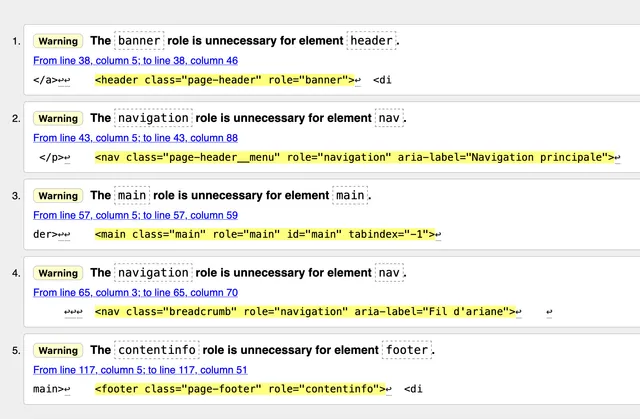 1. Warning The banner role is unnecessary for element header.
From line 38, column 5; to line 38, column 46
</a>↩↩    <header class="page-header" role="banner">↩  <di
2. Warning The navigation role is unnecessary for element nav.
From line 43, column 5; to line 43, column 88
</p>↩    <nav class="page-header__menu" role="navigation" aria-label="Navigation principale">↩
3. Warning The main role is unnecessary for element main.
From line 57, column 5; to line 57, column 59
der>↩↩    <main class="main" role="main" id="main" tabindex="-1">↩
4. Warning The navigation role is unnecessary for element nav.
From line 65, column 3; to line 65, column 70
↩↩↩  <nav class="breadcrumb" role="navigation" aria-label="Fil d'ariane">↩    ↩
5. Warning The contentinfo role is unnecessary for element footer.
From line 117, column 5; to line 117, column 51
main>↩    <footer class="page-footer" role="contentinfo">↩  <di